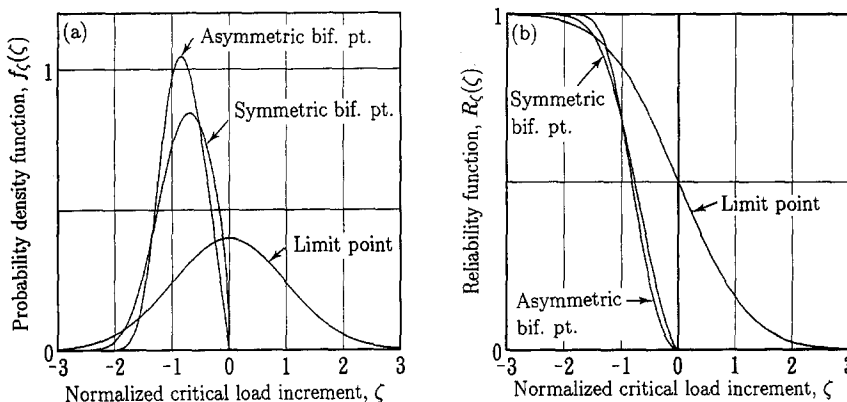 (a)
Asymmetric bif. pt.
Symmetric bif. pt.
Limit point
Probability density function, f_ζ(ζ)
1
0
-3 -2 -1 0 1 2 3
Normalized critical load increment, ζ
(b)
Symmetric
bif. pt.
Limit point
Asymmetric
bif. pt.
Reliability function, R_ζ(ζ)
1
0
-3 -2 -1 0 1 2 3
Normalized critical load increment, ζ